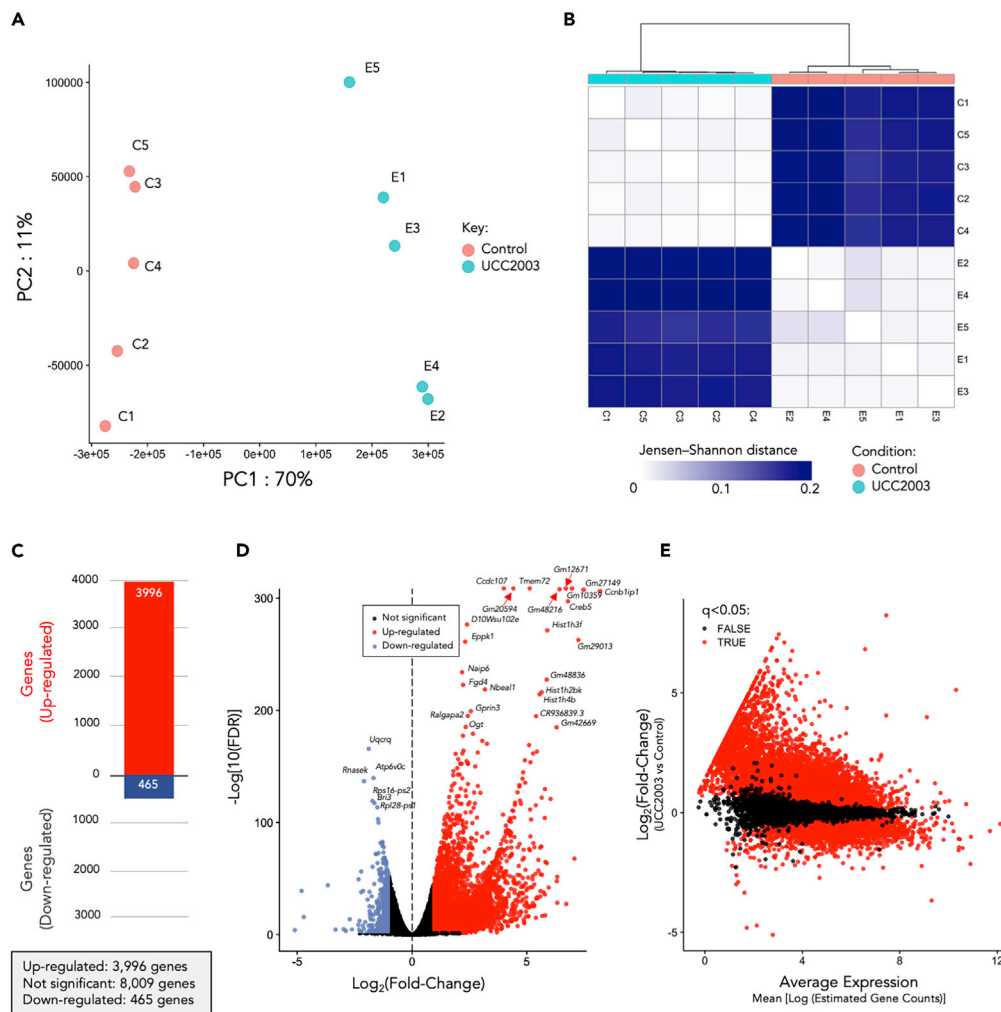 A
PC2 : 11%
100000
50000
0
-50000
E5
C5
C3
E1
E3
C4
C2
E4
E2
C1
Key:
Control
UCC2003
-3e+05 -2e+05 -1e+05 0e+00 1e+05 2e+05 3e+05
PC1 : 70%
B
C1
C5
C3
C2
C4
E2
E4
E5
E1
E3
C1 C5 C3 C2 C4 E2 E4 E5 E1 E3
Jensen–Shannon distance
0 0.1 0.2
Condition:
Control
UCC2003
C
Genes
(Up-regulated)
Genes
(Down-regulated)
4000
3000
2000
1000
0
1000
2000
3000
3996
465
Up-regulated: 3,996 genes
Not significant: 8,009 genes
Down-regulated: 465 genes
D
-Log[10(FDR)]
300
200
100
0
Not significant
Up-regulated
Down-regulated
Gm12671
Ccdc107 Tmem72 Gm27149
Ccnb1ip1
Gm20594 Gm48216 Gm10359
Creb5
D10Wsu102e Hist1h3f
Eppk1 Gm29013
Naip6 Gm48836
Fgd4 Nbeal1 Hist1h2bk
Hist1h4b
Ralgapa2 Gprin3 CR936839.3
Ogt Gm42669
Uqcrq
Rnasek Atp6v0c
Rps16-ps2
Bri3
Rpl28-ps1
-5 0 5
Log2(Fold-Change)
E
Log2(Fold-Change)
(UCC2003 vs Control)
5
0
-5
q<0.05:
FALSE
TRUE
0 4 8 12
Average Expression
Mean [Log (Estimated Gene Counts)]